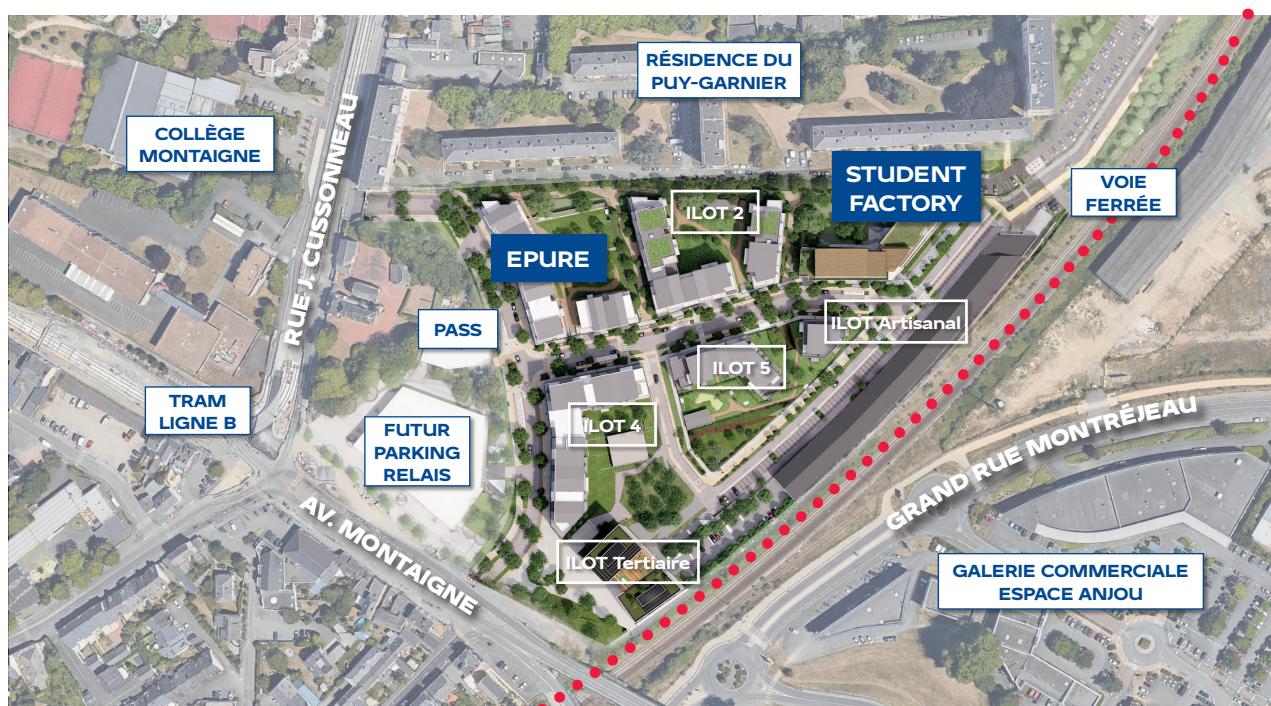 RÉSIDENCE DU
PUY-GARNIER
COLLÈGE
MONTAIGNE
RUE J. CUSSONNEAU
STUDENT
FACTORY
VOIE
FERRÉE
ILOT 2
EPURE
PASS
ILOT Artisanal
ILOT 5
TRAM
LIGNE B
ILOT 4
FUTUR
PARKING
RELAIS
GRAND RUE MONTRÉJEAU
AV. MONTAIGNE
ILOT Tertiaire
GALERIE COMMERCIALE
ESPACE ANJOU